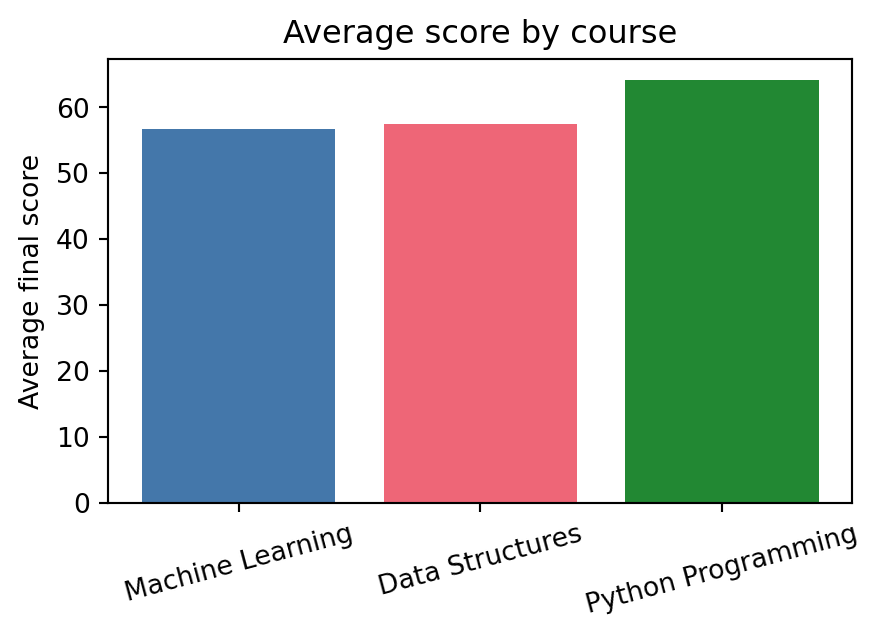 Average score by course
Average final score
60
50
40
30
20
10
0
Machine Learning
Data Structures
Python Programming